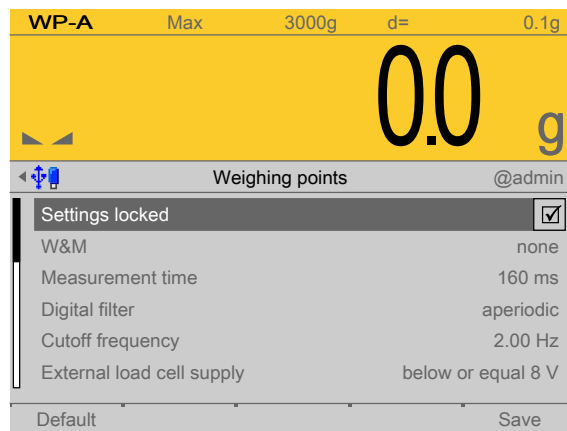 WP-A Max 3000g d= 0.1g
0.0 g
Weighing points @admin
Settings locked
W&M none
Measurement time 160 ms
Digital filter aperiodic
Cutoff frequency 2.00 Hz
External load cell supply below or equal 8 V
Default Save